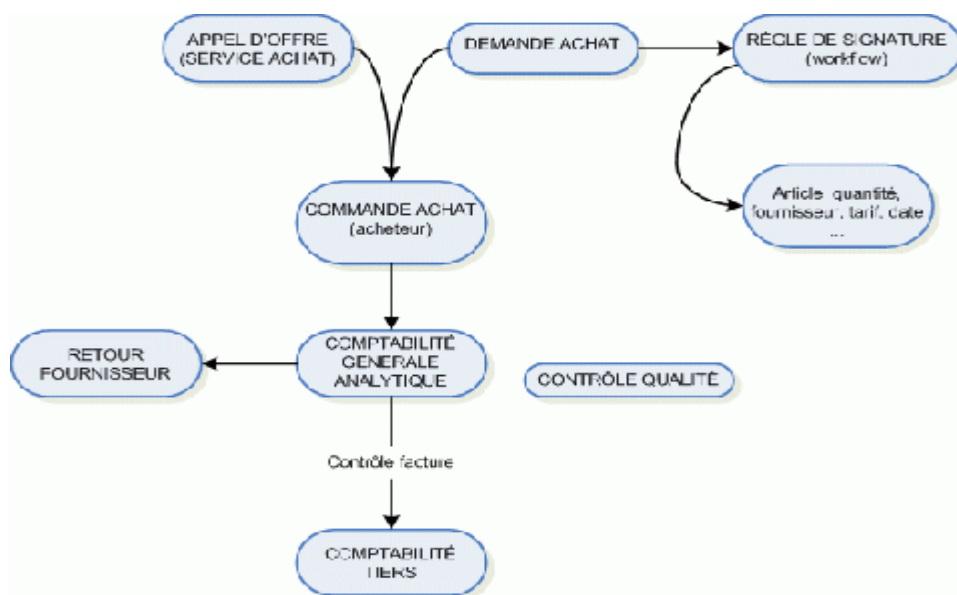 APPEL D'OFFRE
(SERVICE ACHAT)
DEMANDE ACHAT
RÈGLE DE SIGNATURE
(workflow)
Article quantité,
fournisseur, tarif, date
...
COMMANDE ACHAT
(acheteur)
COMPTABILITÉ
GENERALE
ANALYTIQUE
RETOUR
FOURNISSEUR
CONTRÔLE QUALITÉ
Contrôle facture
COMPTABILITÉ
TIERS